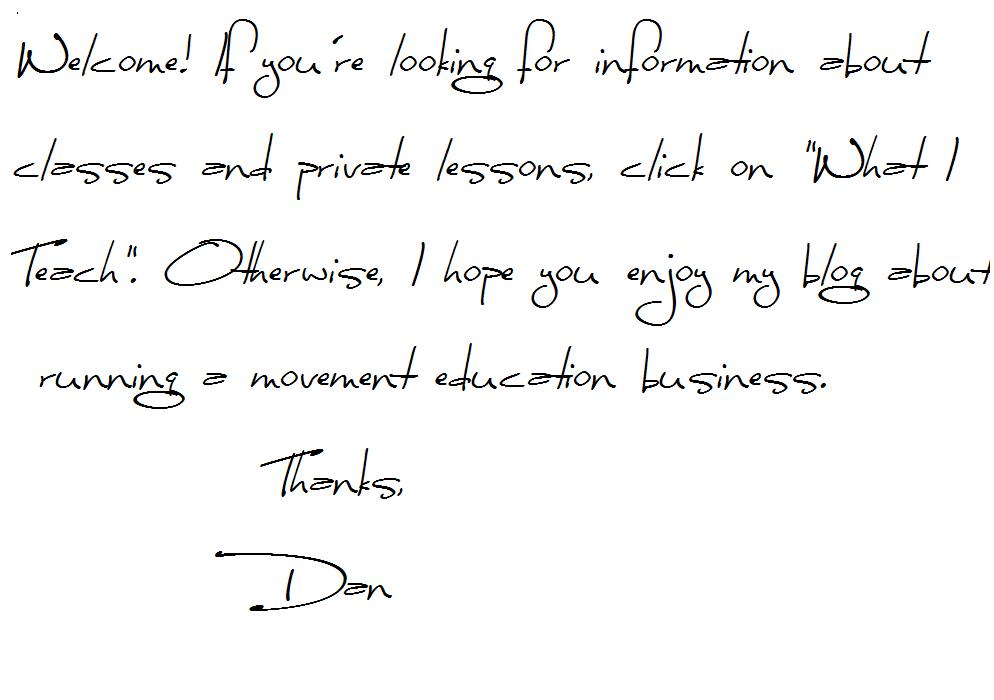 Welcome! If you're looking for information about
classes and private lessons, click on "What I
Teach". Otherwise, I hope you enjoy my blog about
running a movement education business.
Thanks,
Dan